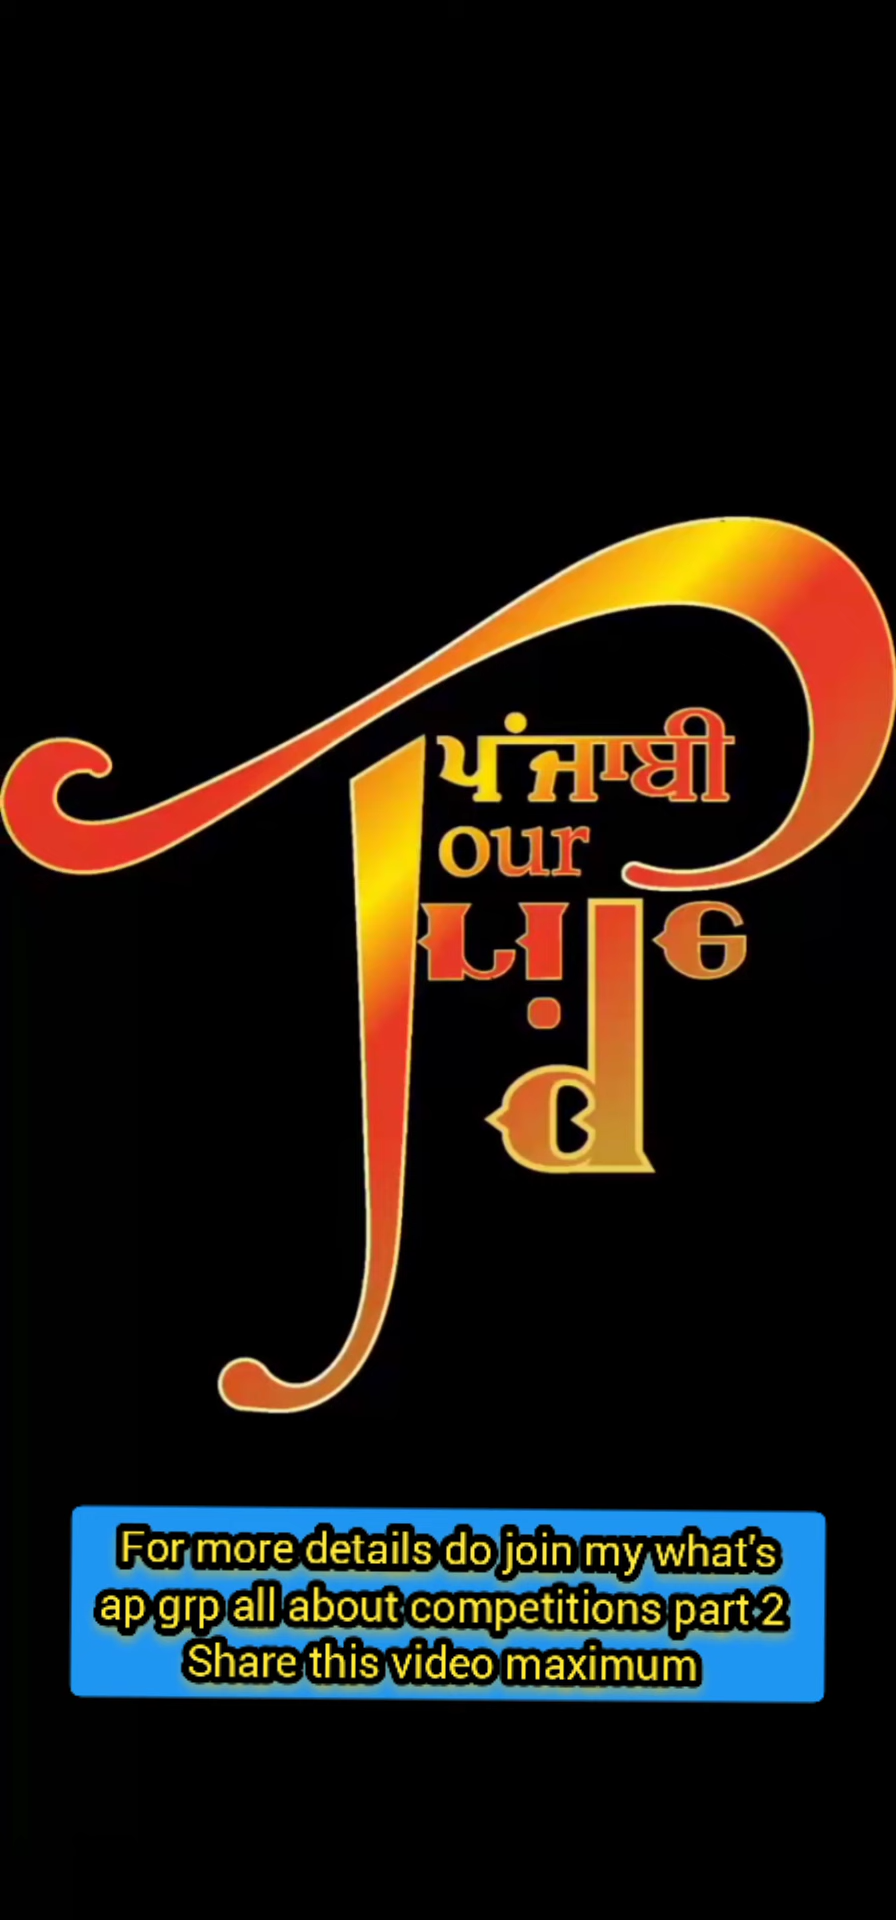 ਪੰਜਾਬੀ
our
Pride
For more details do join my what's
ap grp all about competitions part 2
Share this video maximum